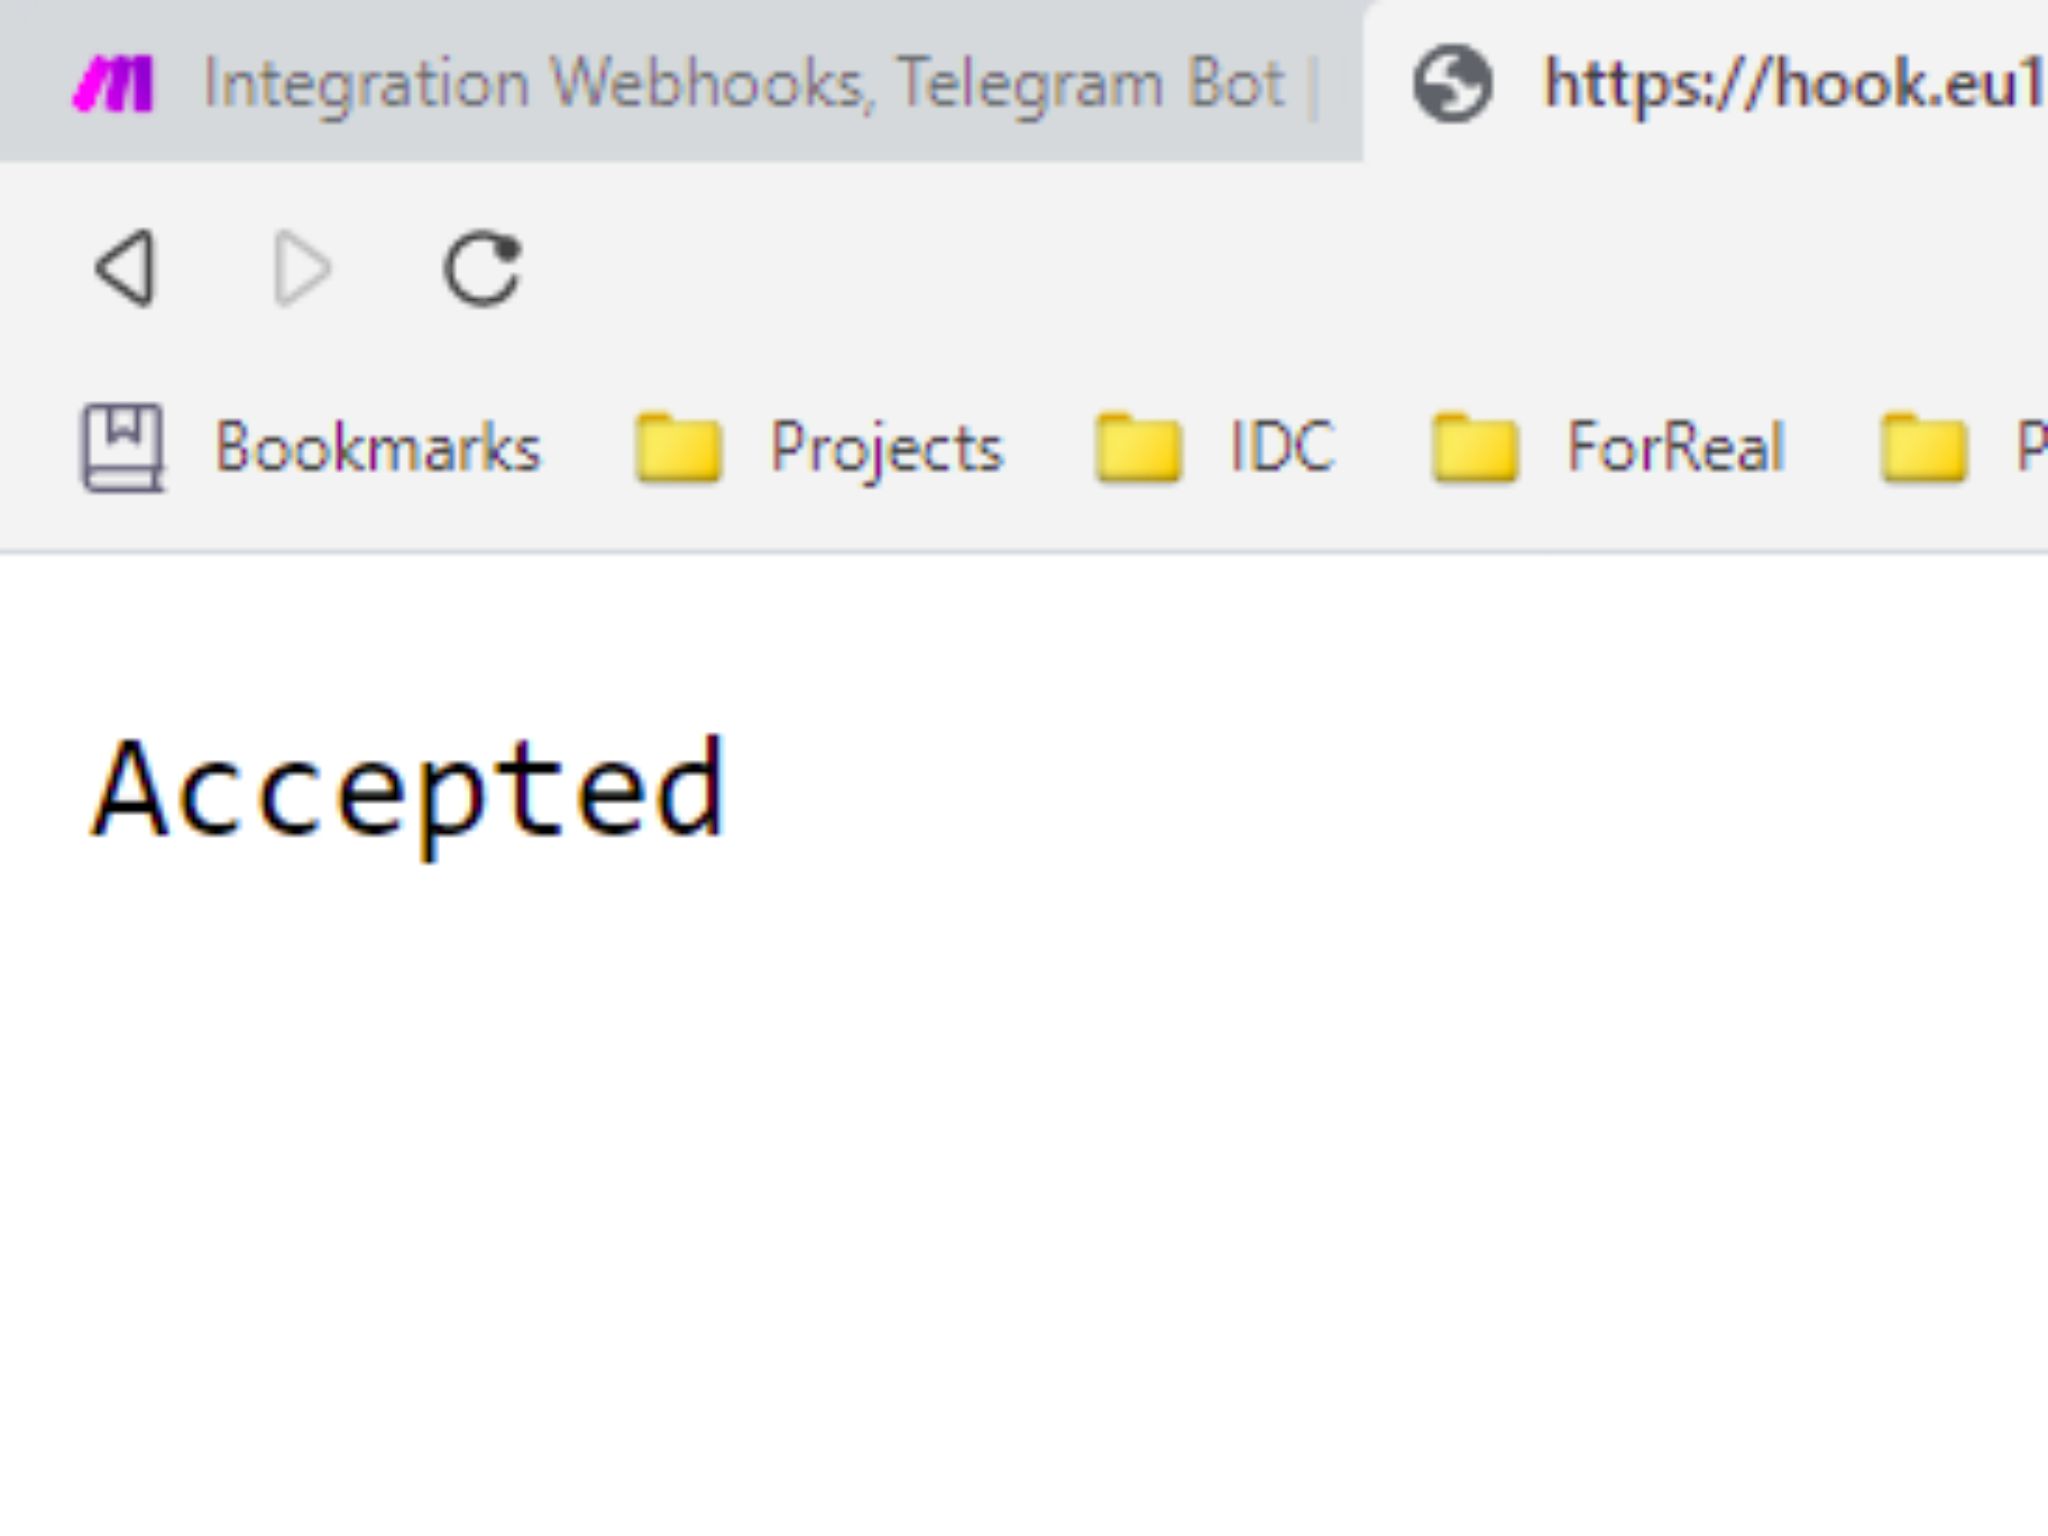 Integration Webhooks, Telegram Bot |
https://hook.eu1
Bookmarks Projects IDC ForReal P
Accepted